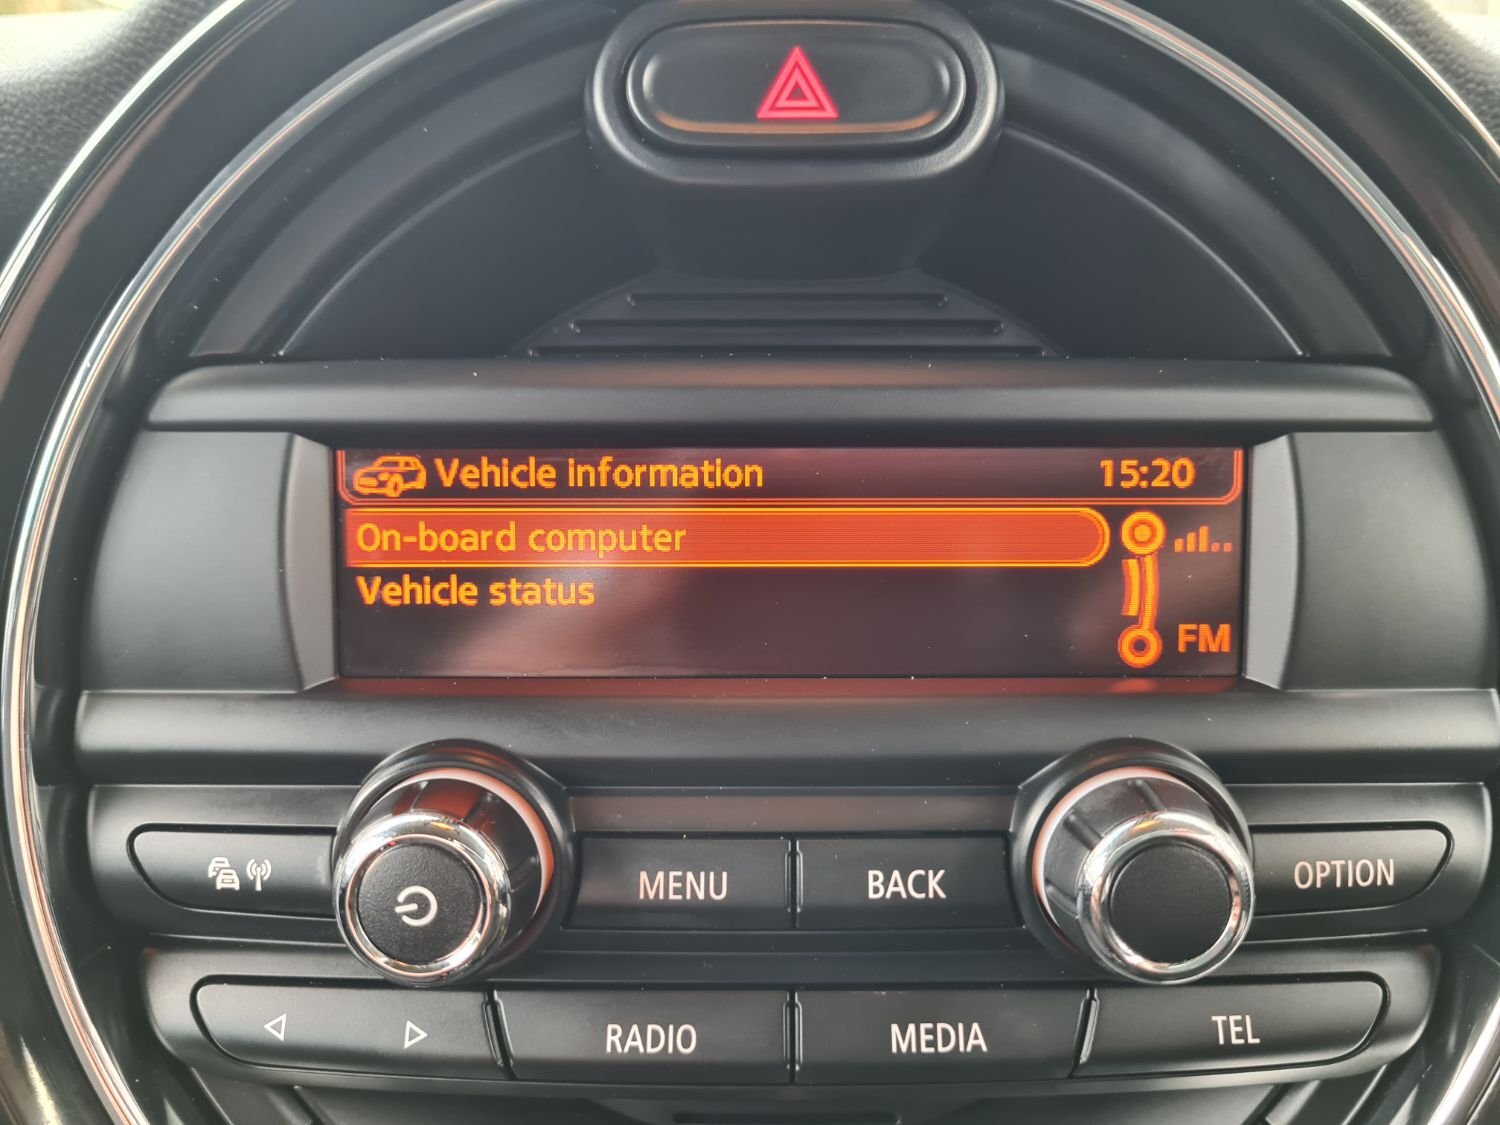 Vehicle information 15:20
On-board computer
Vehicle status
FM
MENU BACK OPTION
RADIO MEDIA TEL